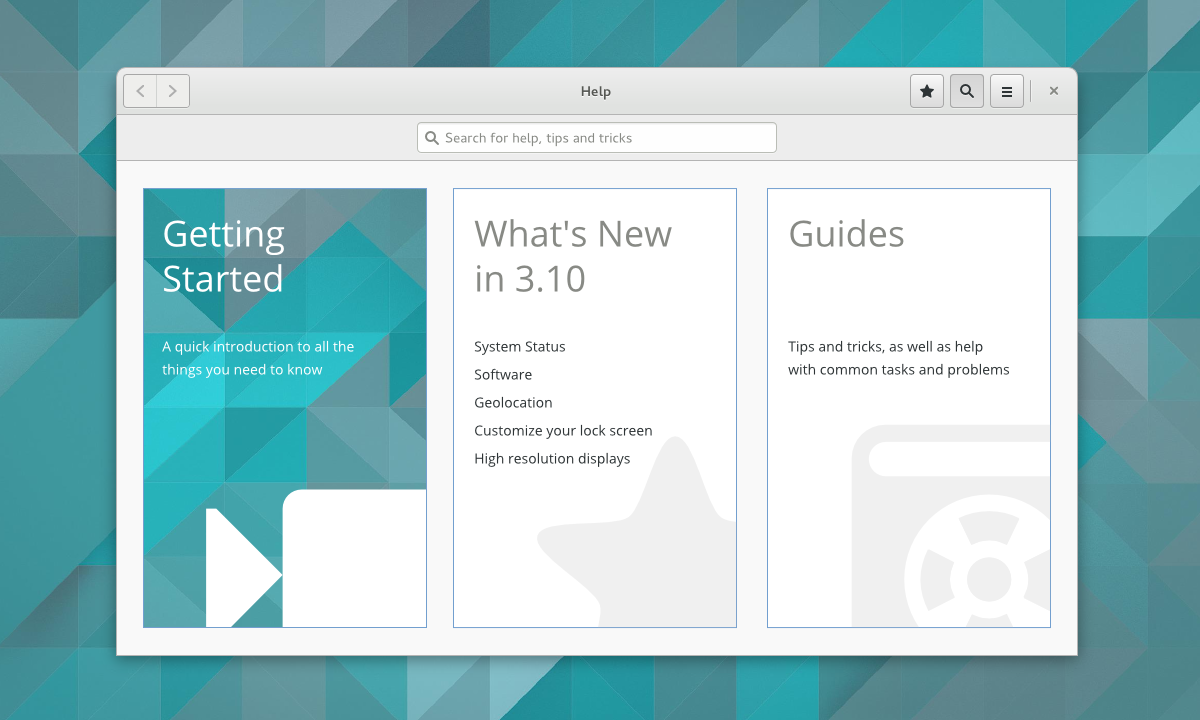 Help
Search for help, tips and tricks
Getting
Started
A quick introduction to all the
things you need to know
What's New
in 3.10
System Status
Software
Geolocation
Customize your lock screen
High resolution displays
Guides
Tips and tricks, as well as help
with common tasks and problems